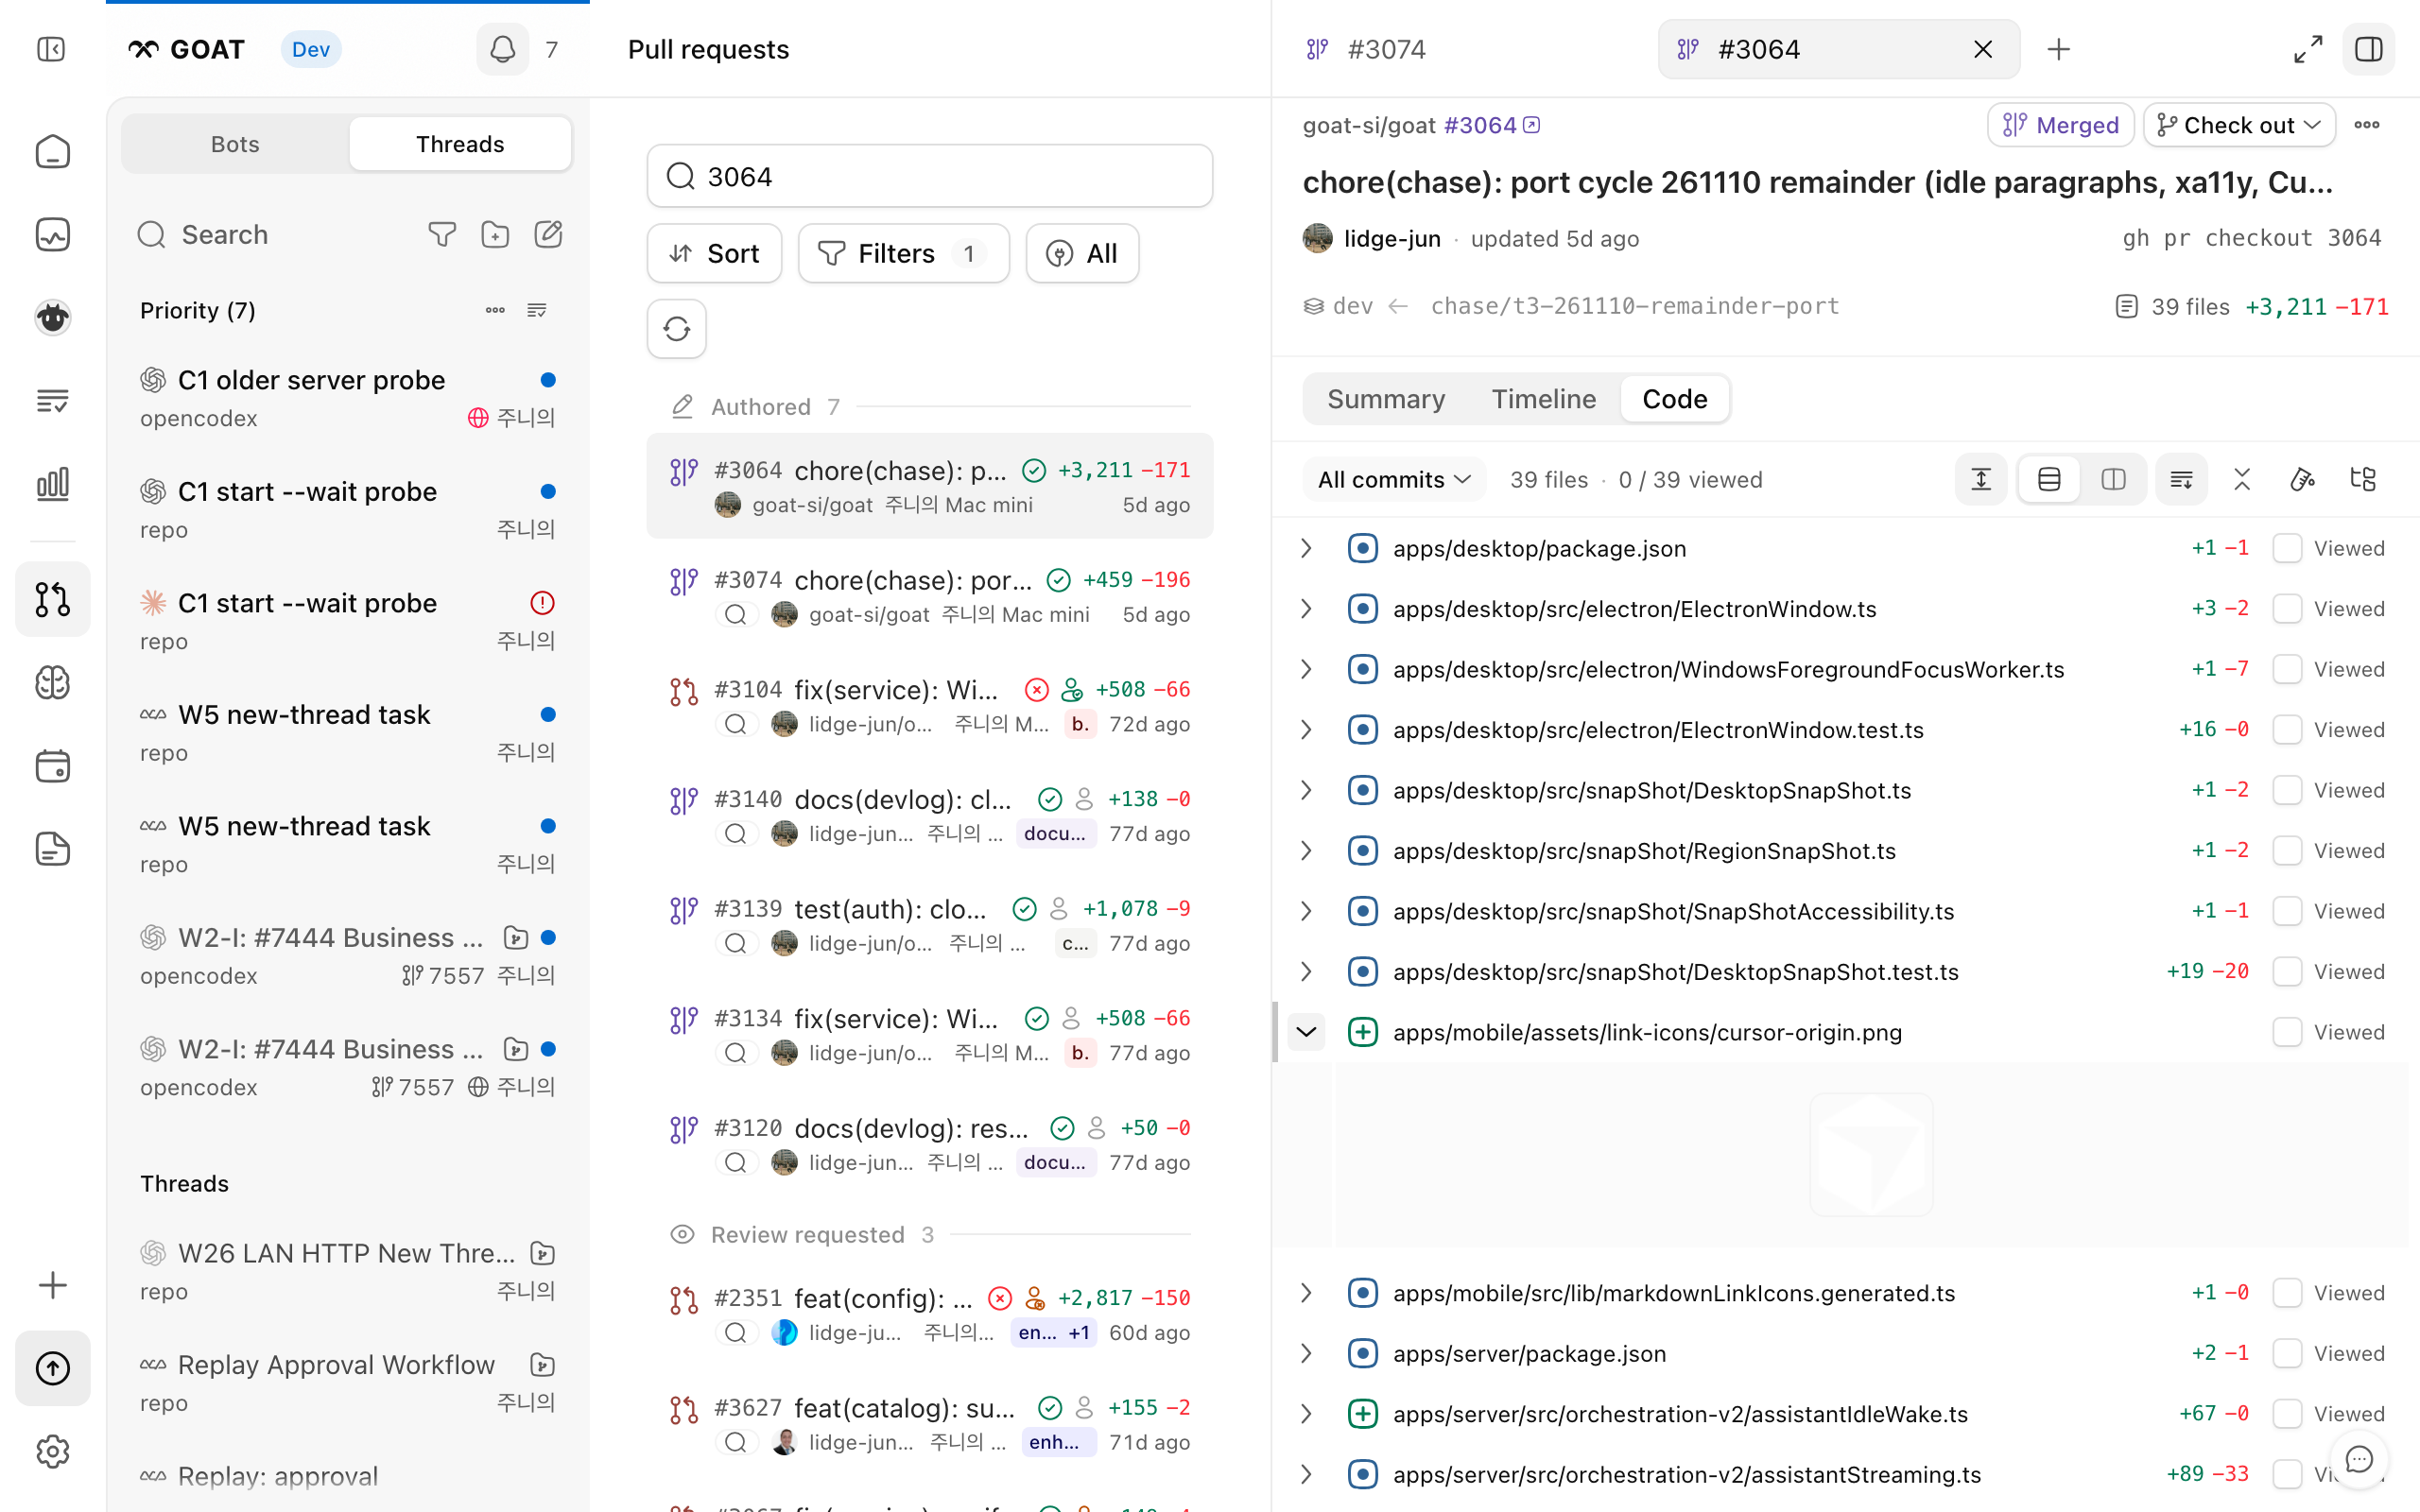 GOAT Dev 7
Bots Threads
Search
Priority (7)
C1 older server probe
opencodex 주니의
C1 start --wait probe
repo 주니의
C1 start --wait probe
repo 주니의
W5 new-thread task
repo 주니의
W5 new-thread task
repo 주니의
W2-I: #7444 Business ...
opencodex 7557 주니의
W2-I: #7444 Business ...
opencodex 7557 주니의
Threads
W26 LAN HTTP New Thre...
repo 주니의
Replay Approval Workflow
repo 주니의
Replay: approval
Pull requests
3064
Sort Filters 1 All
Authored 7
#3064 chore(chase): p... +3,211 −171
goat-si/goat 주니의 Mac mini 5d ago
#3074 chore(chase): por... +459 −196
goat-si/goat 주니의 Mac mini 5d ago
#3104 fix(service): Wi... +508 −66
lidge-jun/o... 주니의 M... b. 72d ago
#3140 docs(devlog): cl... +138 −0
lidge-jun... 주니의 ... docu... 77d ago
#3139 test(auth): clo... +1,078 −9
lidge-jun/o... 주니의 ... c... 77d ago
#3134 fix(service): Wi... +508 −66
lidge-jun/o... 주니의 M... b. 77d ago
#3120 docs(devlog): res... +50 −0
lidge-jun... 주니의 ... docu... 77d ago
Review requested 3
#2351 feat(config): ... +2,817 −150
lidge-ju... 주니의... en... +1 60d ago
#3627 feat(catalog): su... +155 −2
lidge-jun... 주니의 ... enh... 71d ago
#3074 #3064
goat-si/goat #3064 Merged Check out
chore(chase): port cycle 261110 remainder (idle paragraphs, xa11y, Cu...
lidge-jun · updated 5d ago gh pr checkout 3064
dev ← chase/t3-261110-remainder-port 39 files +3,211 −171
Summary Timeline Code
All commits 39 files · 0 / 39 viewed
apps/desktop/package.json +1 −1 Viewed
apps/desktop/src/electron/ElectronWindow.ts +3 −2 Viewed
apps/desktop/src/electron/WindowsForegroundFocusWorker.ts +1 −7 Viewed
apps/desktop/src/electron/ElectronWindow.test.ts +16 −0 Viewed
apps/desktop/src/snapShot/DesktopSnapShot.ts +1 −2 Viewed
apps/desktop/src/snapShot/RegionSnapShot.ts +1 −2 Viewed
apps/desktop/src/snapShot/SnapShotAccessibility.ts +1 −1 Viewed
apps/desktop/src/snapShot/DesktopSnapShot.test.ts +19 −20 Viewed
apps/mobile/assets/link-icons/cursor-origin.png Viewed
apps/mobile/src/lib/markdownLinkIcons.generated.ts +1 −0 Viewed
apps/server/package.json +2 −1 Viewed
apps/server/src/orchestration-v2/assistantIdleWake.ts +67 −0 Viewed
apps/server/src/orchestration-v2/assistantStreaming.ts +89 −33